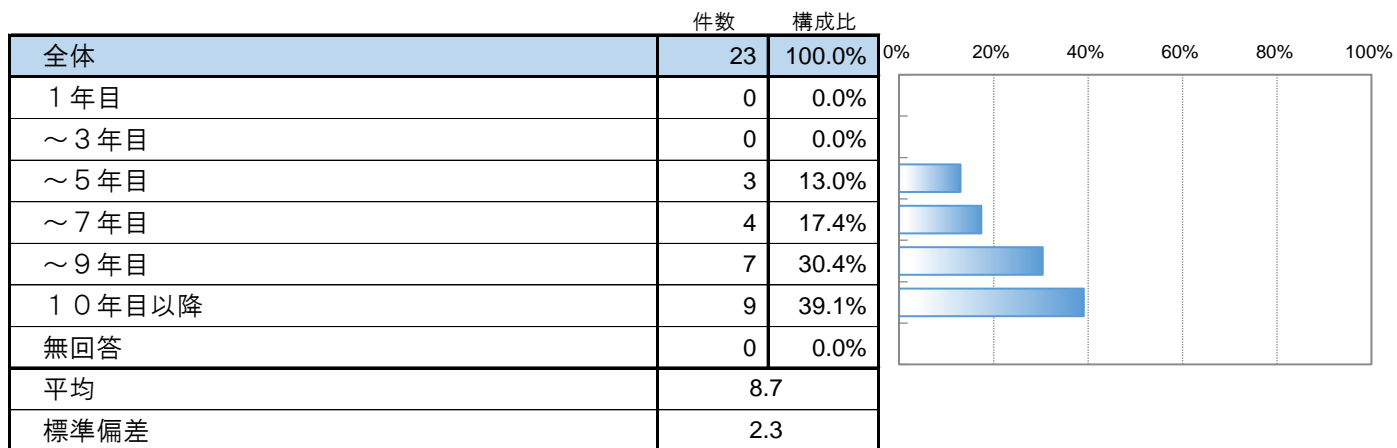 件数 構成比
全体 23 100.0% 0% 20% 40% 60% 80% 100%
１年目 0 0.0%
～３年目 0 0.0%
～５年目 3 13.0%
～７年目 4 17.4%
～９年目 7 30.4%
１０年目以降 9 39.1%
無回答 0 0.0%
平均 8.7
標準偏差 2.3